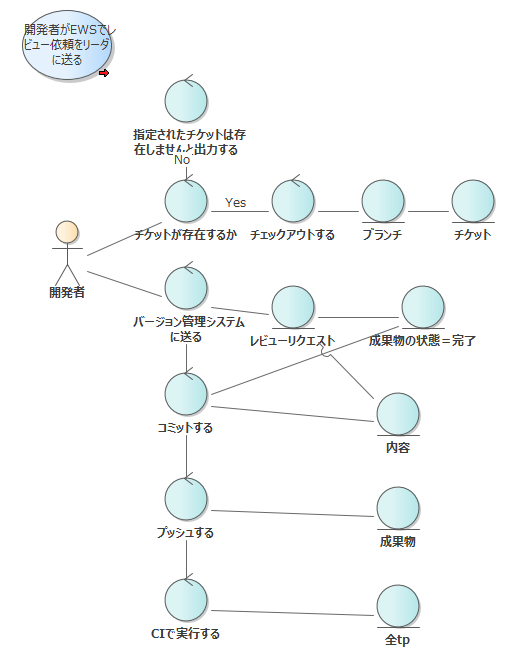 開発者がEWSでレ
ビュー依頼をリーダ
に送る
指定されたチケットは存
在しませんと出力する
No
チケットが存在するか
Yes
チェックアウトする
ブランチ
チケット
開発者
バージョン管理システム
に送る
レビューリクエスト
成果物の状態＝完了
コミットする
内容
プッシュする
成果物
CIで実行する
全tp